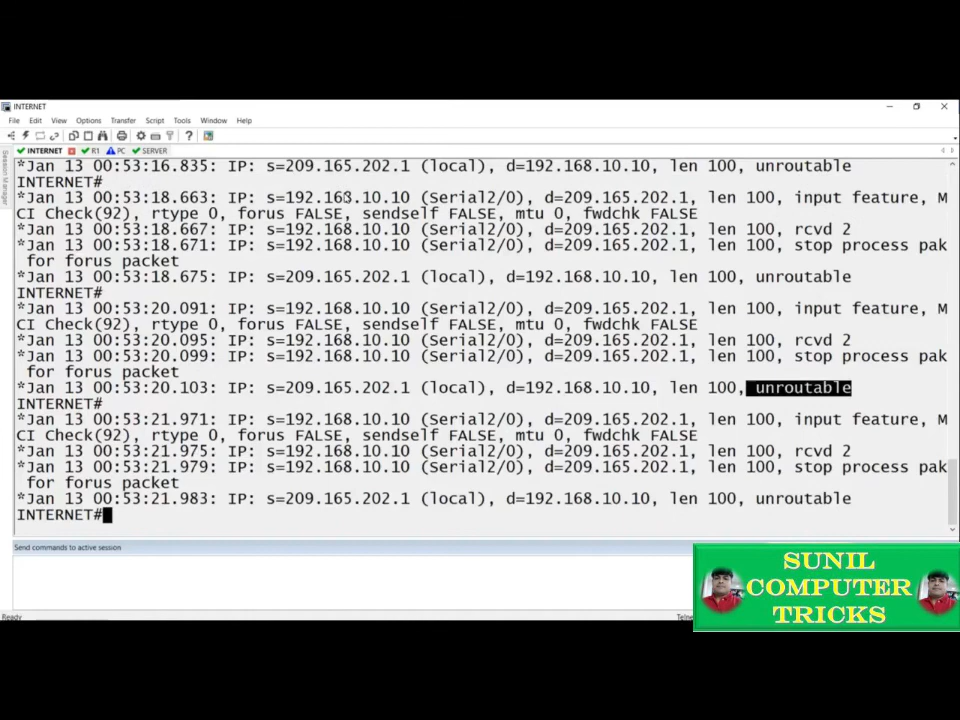 INTERNET
File Edit View Options Transfer Script Tools Window Help
INTERNET R1 PC SERVER
Session Manager
*Jan 13 00:53:16.835: IP: s=209.165.202.1 (local), d=192.168.10.10, len 100, unroutable
INTERNET#
*Jan 13 00:53:18.663: IP: s=192.168.10.10 (Serial2/0), d=209.165.202.1, len 100, input feature, M
CI Check(92), rtype 0, forus FALSE, sendself FALSE, mtu 0, fwdchk FALSE
*Jan 13 00:53:18.667: IP: s=192.168.10.10 (Serial2/0), d=209.165.202.1, len 100, rcvd 2
*Jan 13 00:53:18.671: IP: s=192.168.10.10 (Serial2/0), d=209.165.202.1, len 100, stop process pak
for forus packet
*Jan 13 00:53:18.675: IP: s=209.165.202.1 (local), d=192.168.10.10, len 100, unroutable
INTERNET#
*Jan 13 00:53:20.091: IP: s=192.168.10.10 (Serial2/0), d=209.165.202.1, len 100, input feature, M
CI Check(92), rtype 0, forus FALSE, sendself FALSE, mtu 0, fwdchk FALSE
*Jan 13 00:53:20.095: IP: s=192.168.10.10 (Serial2/0), d=209.165.202.1, len 100, rcvd 2
*Jan 13 00:53:20.099: IP: s=192.168.10.10 (Serial2/0), d=209.165.202.1, len 100, stop process pak
for forus packet
*Jan 13 00:53:20.103: IP: s=209.165.202.1 (local), d=192.168.10.10, len 100, unroutable
INTERNET#
*Jan 13 00:53:21.971: IP: s=192.168.10.10 (Serial2/0), d=209.165.202.1, len 100, input feature, M
CI Check(92), rtype 0, forus FALSE, sendself FALSE, mtu 0, fwdchk FALSE
*Jan 13 00:53:21.975: IP: s=192.168.10.10 (Serial2/0), d=209.165.202.1, len 100, rcvd 2
*Jan 13 00:53:21.979: IP: s=192.168.10.10 (Serial2/0), d=209.165.202.1, len 100, stop process pak
for forus packet
*Jan 13 00:53:21.983: IP: s=209.165.202.1 (local), d=192.168.10.10, len 100, unroutable
INTERNET#
Send commands to active session
SUNIL
COMPUTER
TRICKS
Ready